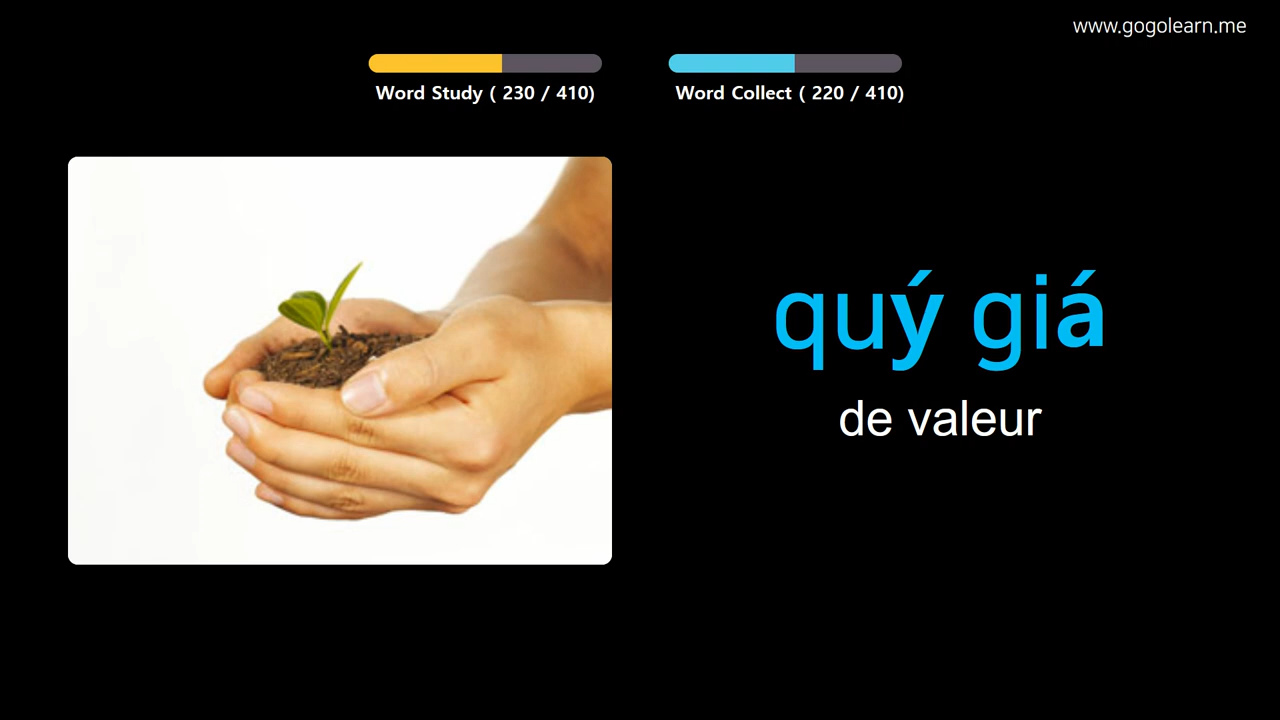 www.gogolearn.me
Word Study ( 230 / 410)
Word Collect ( 220 / 410)
quý giá
de valeur